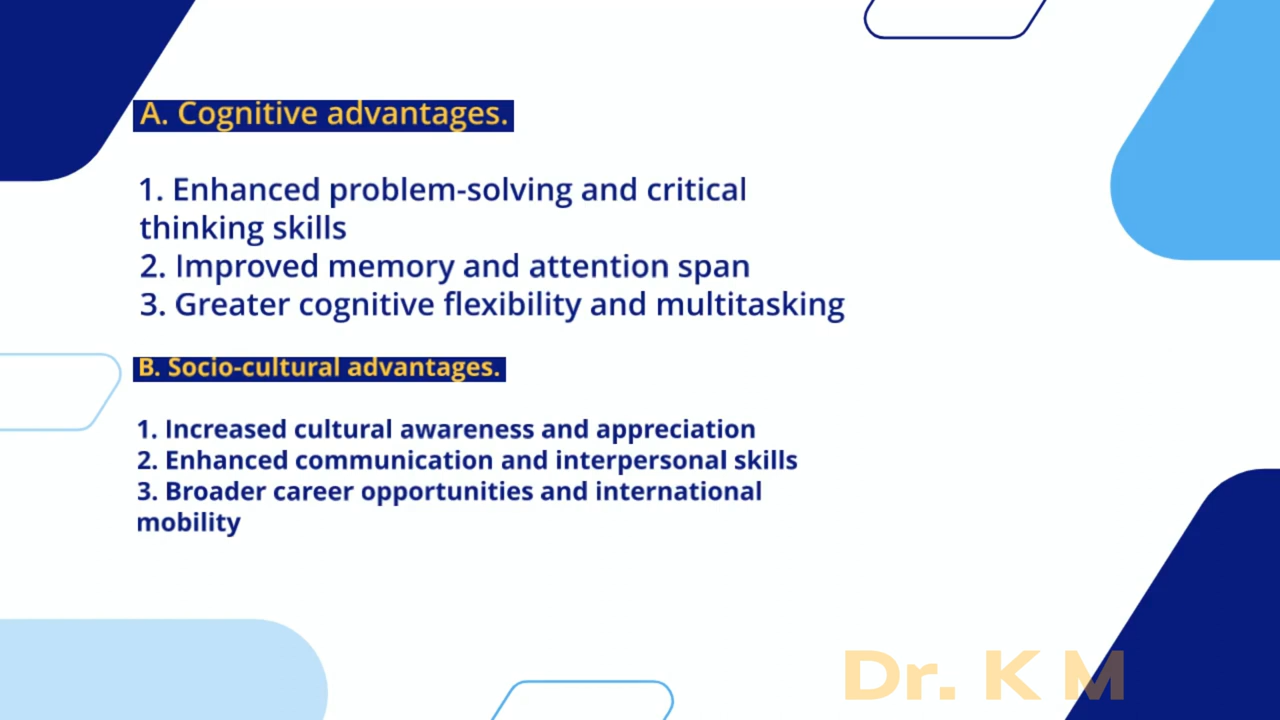 A. Cognitive advantages.
1. Enhanced problem-solving and critical
thinking skills
2. Improved memory and attention span
3. Greater cognitive flexibility and multitasking
B. Socio-cultural advantages.
1. Increased cultural awareness and appreciation
2. Enhanced communication and interpersonal skills
3. Broader career opportunities and international
mobility
Dr. K M